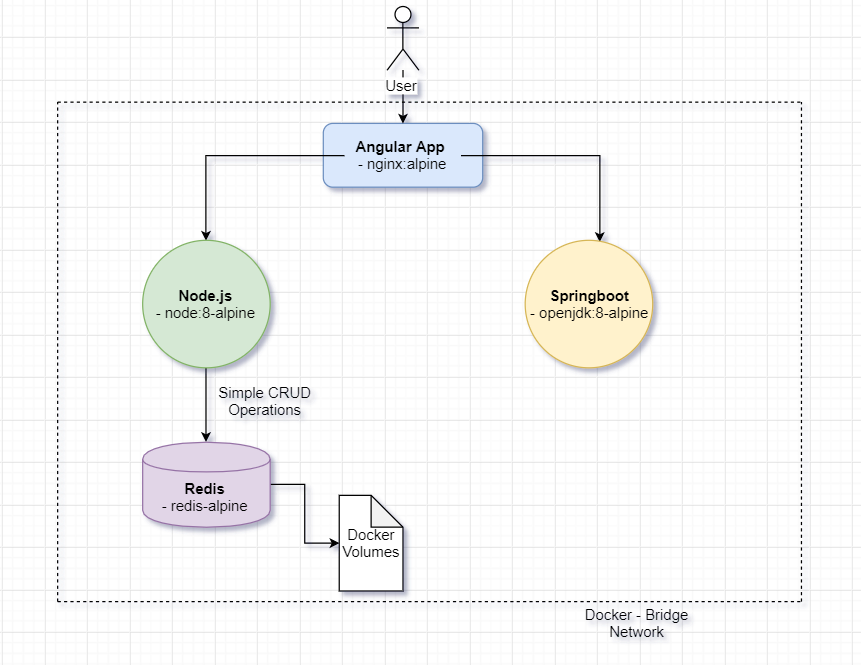 User
Angular App
- nginx:alpine
Node.js
- node:8-alpine
Springboot
- openjdk:8-alpine
Simple CRUD
Operations
Redis
- redis-alpine
Docker
Volumes
Docker - Bridge
Network